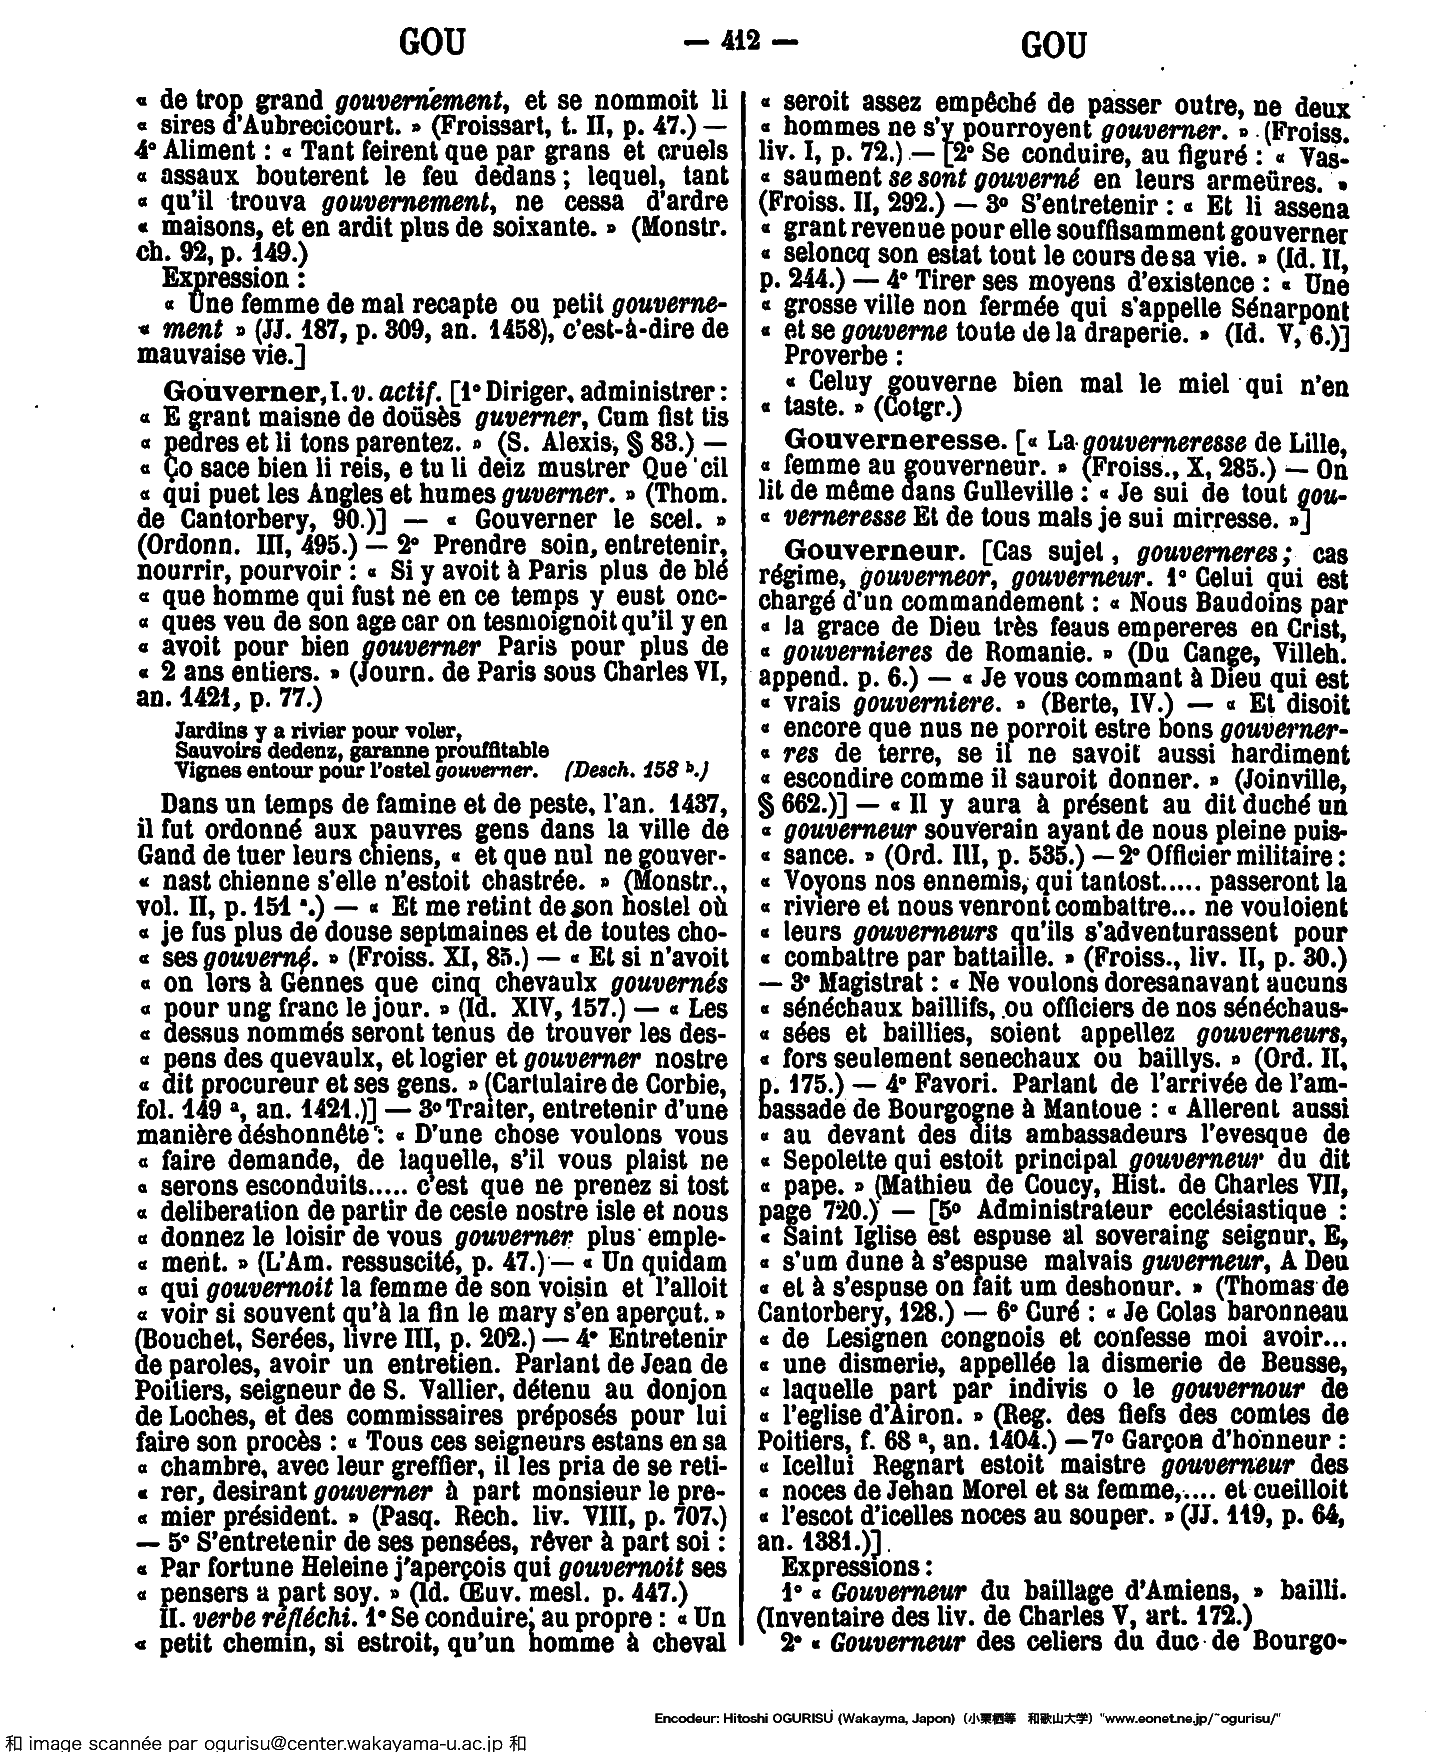 GOU — 412 — GOU
« de trop grand gouvernement, et se nommoit li
« sires d'Aubrecicourt. » (Froissart, t. II, p. 47.) —
4° Aliment : « Tant feirent que par grans et cruels
« assaux bouterent le feu dedans ; lequel, tant
« qu'il trouva gouvernement, ne cessa d'ardre
« maisons, et en ardit plus de soixante. » (Monstr.
ch. 92, p. 149.)
Expression :
« Une femme de mal recapte ou petit gouverne-
« ment » (JJ. 187, p. 309, an. 1458), c'est-à-dire de
mauvaise vie.]
Gouverner, I. v. actif. [1° Diriger, administrer :
« E grant maisne de doüsès guverner, Cum fist tis
« pedres et li tons parentez. » (S. Alexis, § 83.) —
« Ço sace bien li reis, e tu li deiz mustrer Que cil
« qui puet les Angles et humes guverner. » (Thom.
de Cantorbery, 90.)] — « Gouverner le scel. »
(Ordonn. III, 495.) — 2° Prendre soin, entretenir,
nourrir, pourvoir : « Si y avoit à Paris plus de blé
« que homme qui fust né en ce temps y eust onc-
« ques veu de son age car on tesmoignoit qu'il y en
« avoit pour bien gouverner Paris pour plus de
« 2 ans entiers. » (Journ. de Paris sous Charles VI,
an. 1421, p. 77.)
Jardins y a rivier pour voler,
Sauvoirs dedenz, garanne prouffitable
Vignes entour pour l'ostel gouverner. (Desch. 158 b.)
Dans un temps de famine et de peste, l'an. 1437,
il fut ordonné aux pauvres gens dans la ville de
Gand de tuer leurs chiens, « et que nul ne gouver-
« nast chienne s'elle n'estoit chastrée. » (Monstr.,
vol. II, p. 151 a.) — « Et me retint de son hostel où
« je fus plus de douse septmaines et de toutes cho-
« ses gouverné. » (Froiss. XI, 85.) — « Et si n'avoit
« on lors à Gennes que cinq chevaulx gouvernés
« pour ung franc le jour. » (Id. XIV, 157.) — « Les
« dessus nommés seront tenus de trouver les des-
« pens des quevaulx, et logier et gouverner nostre
« dit procureur et ses gens. » (Cartulaire de Corbie,
fol. 149 a, an. 1421.)] — 3° Traiter, entretenir d'une
manière déshonnête : « D'une chose voulons vous
« faire demande, de laquelle, s'il vous plaist ne
« serons esconduits..... c'est que ne prenez si tost
« deliberation de partir de ceste nostre isle et nous
« donnez le loisir de vous gouverner plus emple-
« ment. » (L'Am. ressuscité, p. 47.) — « Un quidam
« qui gouvernoit la femme de son voisin et l'alloit
« voir si souvent qu'à la fin le mary s'en aperçut. »
(Bouchet, Serées, livre III, p. 202.) — 4° Entretenir
de paroles, avoir un entretien. Parlant de Jean de
Poitiers, seigneur de S. Vallier, détenu au donjon
de Loches, et des commissaires préposés pour lui
faire son procès : « Tous ces seigneurs estans en sa
« chambre, avec leur greffier, il les pria de se reti-
« rer, desirant gouverner à part monsieur le pre-
« mier président. » (Pasq. Rech. liv. VIII, p. 707.)
— 5° S'entretenir de ses pensées, rêver à part soi :
« Par fortune Heleine j'aperçois qui gouvernoit ses
« pensers a part soy. » (Id. Œuv. mesl. p. 447.)
II. verbe réfléchi. 1° Se conduire, au propre : « Un
« petit chemin, si estroit, qu'un homme à cheval
« seroit assez empêché de passer outre, ne deux
« hommes ne s'y pourroyent gouverner. » (Froiss.
liv. I, p. 72.) — [2° Se conduire, au figuré : « Vas-
« saument se sont gouverné en leurs armeüres. »
(Froiss. II, 292.) — 3° S'entretenir : « Et li assena
« grant revenue pour elle souffisamment gouverner
« seloncq son estat tout le cours de sa vie. » (Id. II,
p. 244.) — 4° Tirer ses moyens d'existence : « Une
« grosse ville non fermée qui s'appelle Sénarpont
« et se gouverne toute de la draperie. » (Id. V, 6.)]
Proverbe :
« Celuy gouverne bien mal le miel qui n'en
« taste. » (Cotgr.)
Gouverneresse. [« La gouverneresse de Lille,
« femme au gouverneur. » (Froiss., X, 285.) — On
lit de même dans Gulleville : « Je sui de tout gou-
« verneresse Et de tous mals je sui mirresse. »]
Gouverneur. [Cas sujet, gouverneres ; cas
régime, gouverneor, gouverneur. 1° Celui qui est
chargé d'un commandement : « Nous Baudoins par
« la grace de Dieu très feaus empereres en Crist,
« gouvernieres de Romanie. » (Du Cange, Villeh.
append. p. 6.) — « Je vous commant à Dieu qui est
« vrais gouverniere. » (Berte, IV.) — « Et disoit
« encore que nus ne porroit estre bons gouverner-
« res de terre, se il ne savoit aussi hardiment
« escondire comme il sauroit donner. » (Joinville,
§ 662.)] — « Il y aura à présent au dit duché un
« gouverneur souverain ayant de nous pleine puis-
« sance. » (Ord. III, p. 535.) — 2° Officier militaire :
« Voyons nos ennemis, qui tantost..... passeront la
« riviere et nous venront combattre... ne vouloient
« leurs gouverneurs qu'ils s'adventurassent pour
« combattre par battaille. » (Froiss., liv. II, p. 30.)
— 3° Magistrat : « Ne voulons doresanavant aucuns
« sénéchaux baillifs, ou officiers de nos sénéchaus-
« sées et baillies, soient appellez gouverneurs,
« fors seulement senechaux ou baillys. » (Ord. II,
p. 175.) — 4° Favori. Parlant de l'arrivée de l'am-
bassade de Bourgogne à Mantoue : « Allerent aussi
« au devant des dits ambassadeurs l'evesque de
« Sepolette qui estoit principal gouverneur du dit
« pape. » (Mathieu de Coucy, Hist. de Charles VII,
page 720.) — [5° Administrateur ecclésiastique :
« Saint Iglise est espuse al soveraing seignur, E,
« s'um dune à s'espuse malvais guverneur, A Deu
« et à s'espuse on fait um deshonur. » (Thomas de
Cantorbery, 128.) — 6° Curé : « Je Colas baronneau
« de Lesignen congnois et confesse moi avoir...
« une dismerie, appellée la dismerie de Beusse,
« laquelle part par indivis o le gouvernour de
« l'eglise d'Airon. » (Reg. des fiefs des comtes de
Poitiers, f. 68 a, an. 1404.) — 7° Garçon d'honneur :
« Icellui Regnart estoit maistre gouverneur des
« noces de Jehan Morel et sa femme,.... et cueilloit
« l'escot d'icelles noces au souper. » (JJ. 119, p. 64,
an. 1381.)].
Expressions :
1° « Gouverneur du baillage d'Amiens, » bailli.
(Inventaire des liv. de Charles V, art. 172.)
2° « Gouverneur des celiers du duc de Bourgo-
Encodeur: Hitoshi OGURISU (Wakayma, Japon) (小栗栖等 和歌山大学) "www.eonet.ne.jp/~ogurisu/"
和 image scannée par ogurisu@center.wakayama-u.ac.jp 和